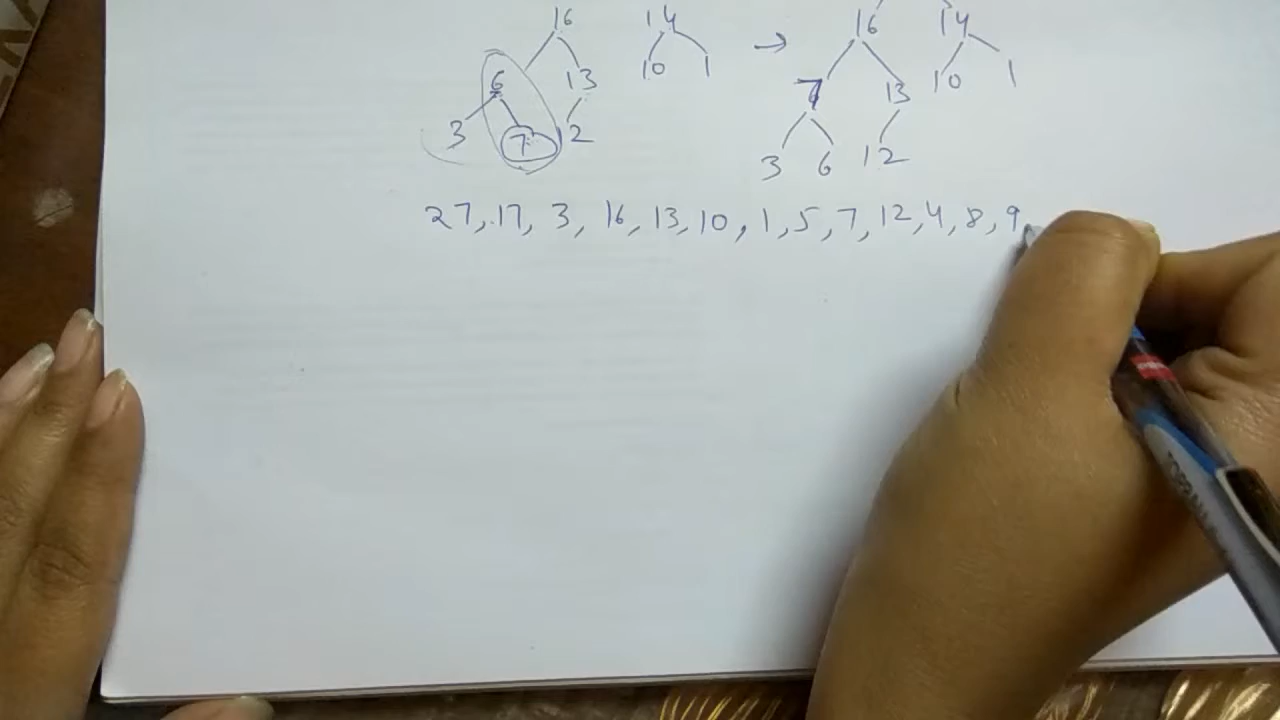 16 14 → 16 14
6 13 10 1 7 13 10 1
3 7 12 3 6 12
27, 17, 3, 16, 13, 10, 1, 5, 7, 12, 4, 8, 9,